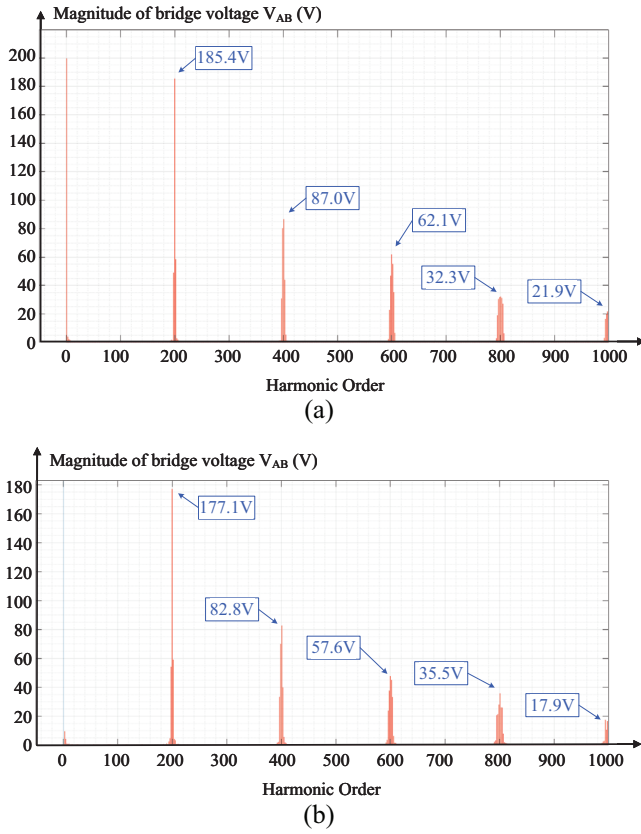 Magnitude of bridge voltage V_AB (V)
200
185.4V
180
160
140
120
100
87.0V
80
62.1V
60
40
32.3V
21.9V
20
0
0 100 200 300 400 500 600 700 800 900 1000
Harmonic Order
(a)
Magnitude of bridge voltage V_AB (V)
180
177.1V
160
140
120
100
82.8V
80
57.6V
60
35.5V
40
17.9V
20
0
0 100 200 300 400 500 600 700 800 900 1000
Harmonic Order
(b)